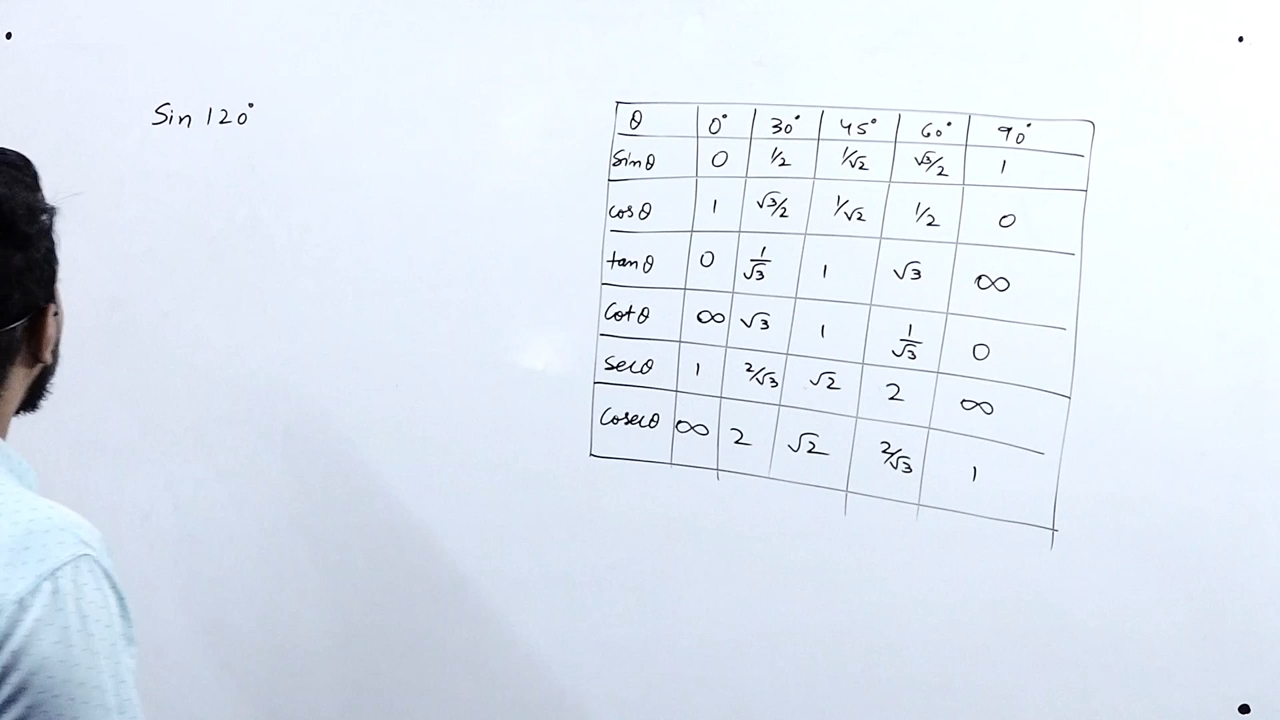 Sin 120°
θ 0° 30° 45° 60° 90°
Sinθ 0 1/2 1/√2 √3/2 1
cosθ 1 √3/2 1/√2 1/2 0
tanθ 0 1/√3 1 √3 ∞
Cotθ ∞ √3 1 1/√3 0
Secθ 1 2/√3 √2 2 ∞
Cosecθ ∞ 2 √2 2/√3 1